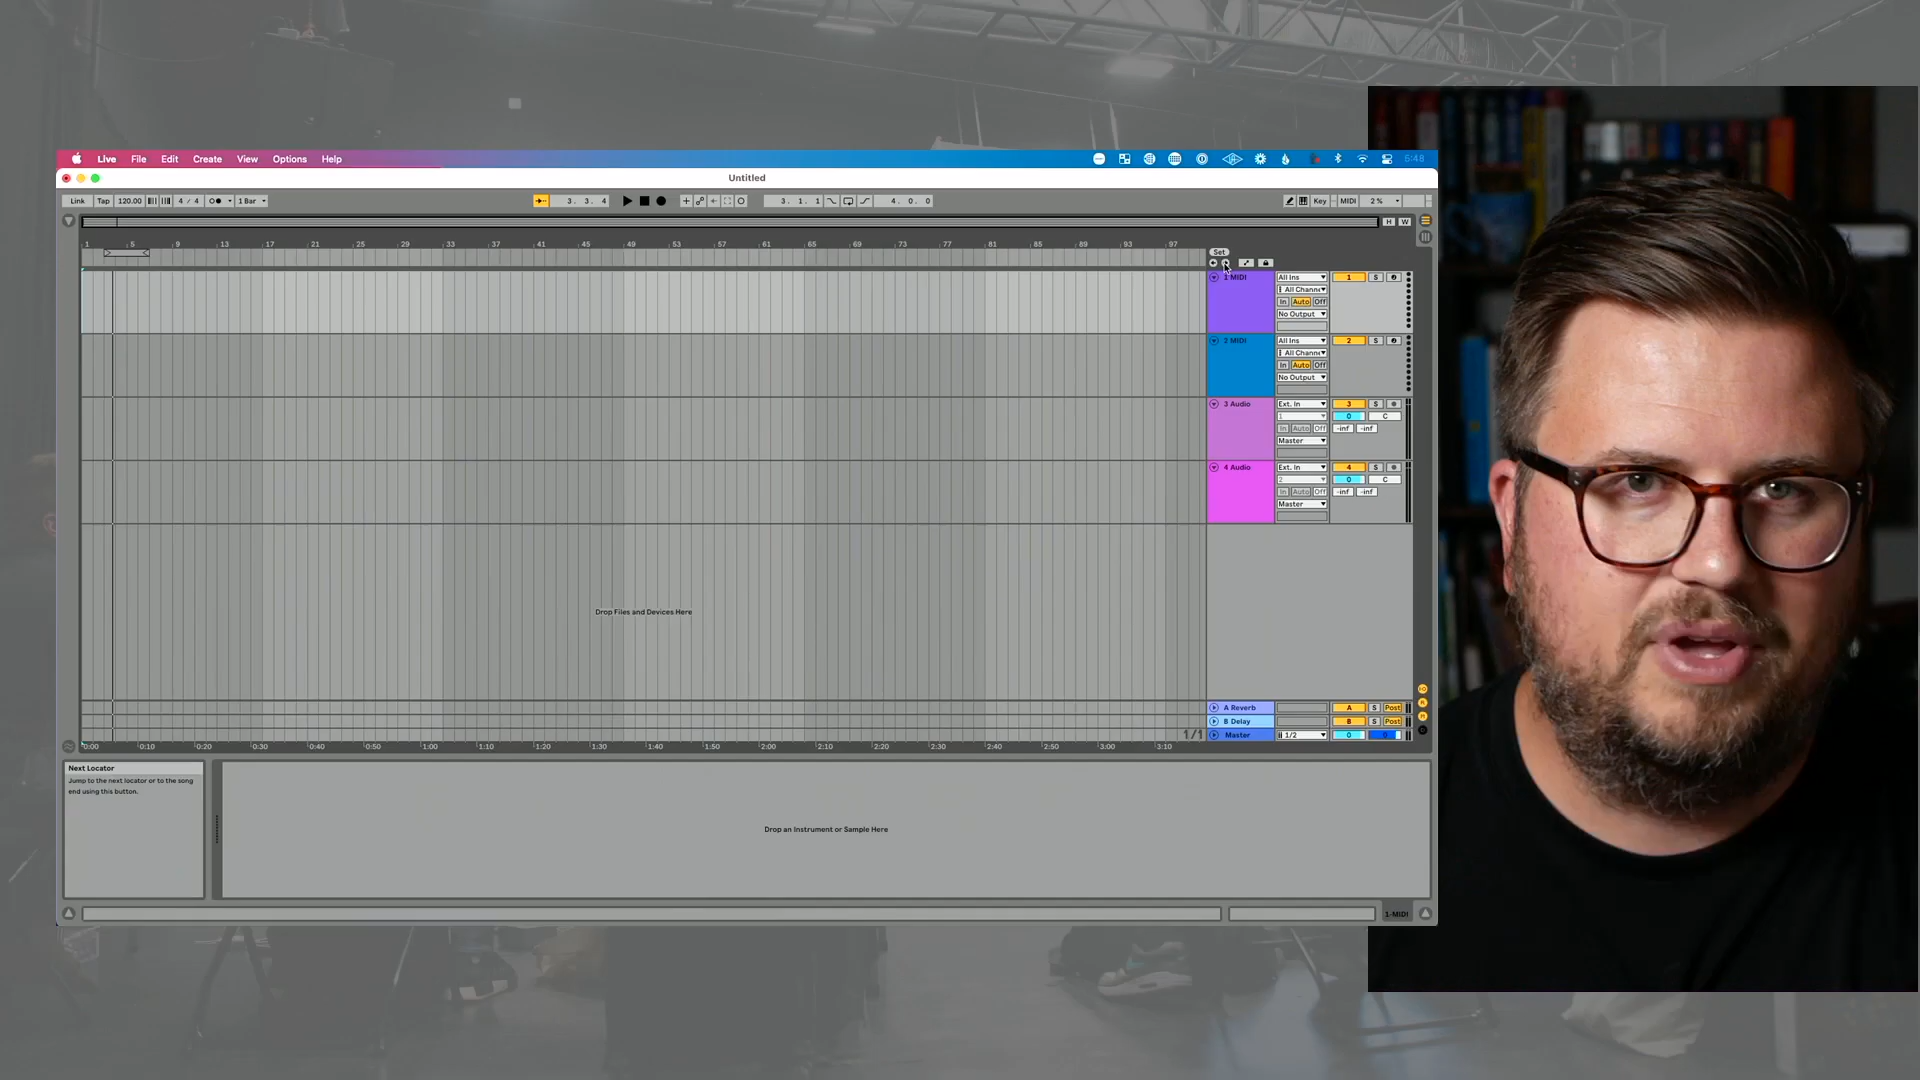 Live File Edit Create View Options Help 5:48
Untitled
Link Tap 120.00 4 / 4 1 Bar 3. 3. 4 3. 1. 1 4. 0. 0 Key MIDI 2 %
H W
1 5 9 13 17 21 25 29 33 37 41 45 49 53 57 61 65 69 73 77 81 85 89 93 97
Set
1 MIDI All Ins 1 S
All Channe
In Auto Off
No Output
2 MIDI All Ins 2 S
All Channe
In Auto Off
No Output
3 Audio Ext. In 3 S
1 0 C
In Auto Off -inf -inf
Master
4 Audio Ext. In 4 S
2 0 C
In Auto Off -inf -inf
Master
Drop Files and Devices Here
A Reverb A S Post
B Delay B S Post
1/1 Master 1/2 0 0
0:00 0:10 0:20 0:30 0:40 0:50 1:00 1:10 1:20 1:30 1:40 1:50 2:00 2:10 2:20 2:30 2:40 2:50 3:00 3:10
Next Locator
Jump to the next locator or to the song
end using this button.
Drop an Instrument or Sample Here
1-MIDI